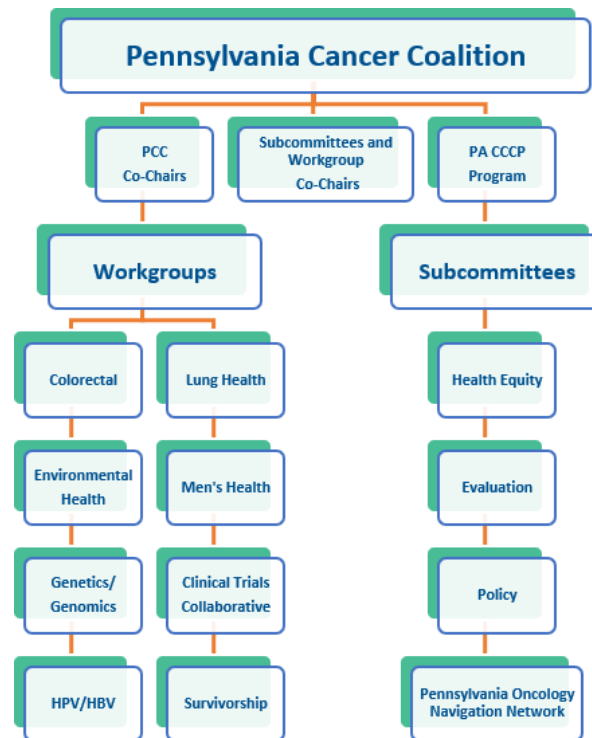 Pennsylvania Cancer Coalition
PCC
Co-Chairs
Subcommittees and
Workgroup
Co-Chairs
PA CCCP
Program
Workgroups
Subcommittees
Colorectal
Lung Health
Health Equity
Environmental
Health
Men's Health
Evaluation
Genetics/
Genomics
Clinical Trials
Collaborative
Policy
HPV/HBV
Survivorship
Pennsylvania Oncology
Navigation Network